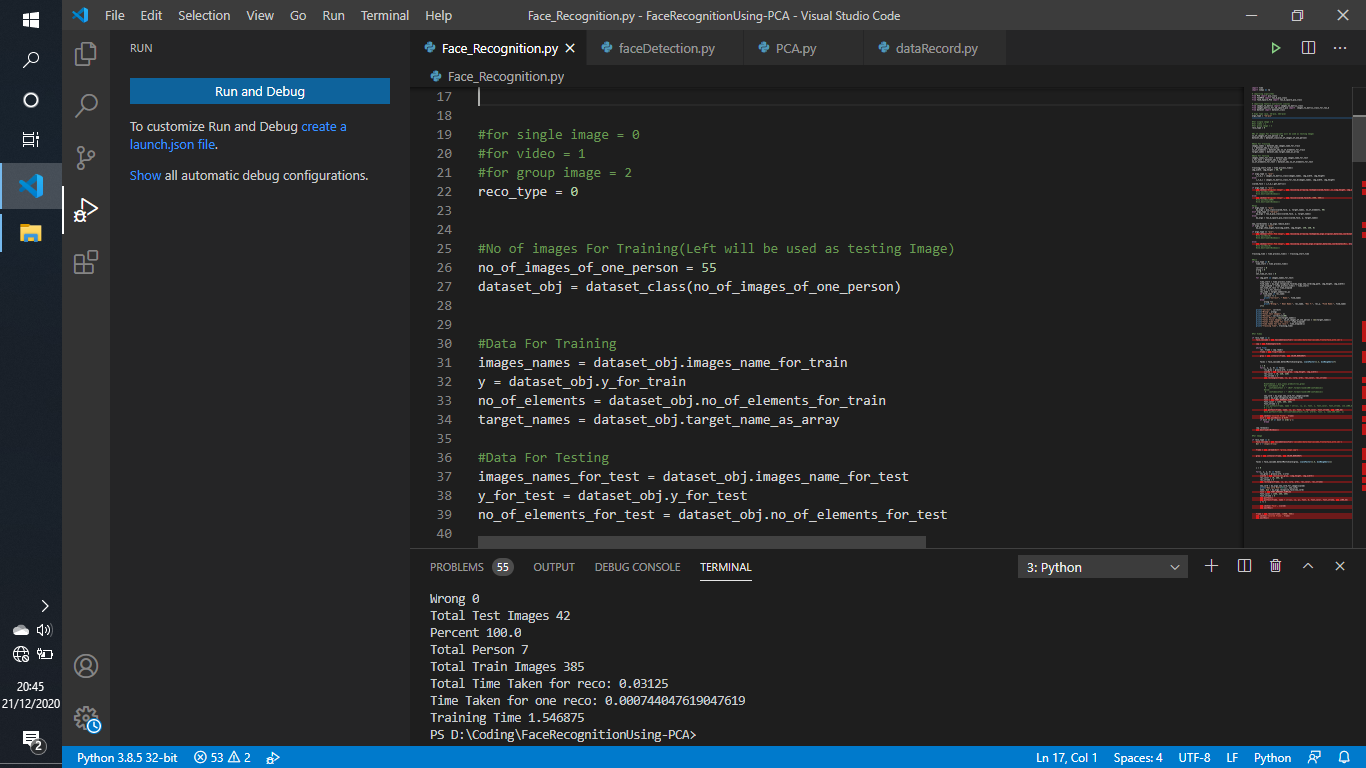 File Edit Selection View Go Run Terminal Help
Face_Recognition.py - FaceRecognitionUsing-PCA - Visual Studio Code
RUN
Run and Debug
To customize Run and Debug create a
launch.json file.
Show all automatic debug configurations.
Face_Recognition.py faceDetection.py PCA.py dataRecord.py
Face_Recognition.py
17
18
19 #for single image = 0
20 #for video = 1
21 #for group image = 2
22 reco_type = 0
23
24
25 #No of images For Training(Left will be used as testing Image)
26 no_of_images_of_one_person = 55
27 dataset_obj = dataset_class(no_of_images_of_one_person)
28
29
30 #Data For Training
31 images_names = dataset_obj.images_name_for_train
32 y = dataset_obj.y_for_train
33 no_of_elements = dataset_obj.no_of_elements_for_train
34 target_names = dataset_obj.target_name_as_array
35
36 #Data For Testing
37 images_names_for_test = dataset_obj.images_name_for_test
38 y_for_test = dataset_obj.y_for_test
39 no_of_elements_for_test = dataset_obj.no_of_elements_for_test
40
PROBLEMS 55 OUTPUT DEBUG CONSOLE TERMINAL 3: Python
Wrong 0
Total Test Images 42
Percent 100.0
Total Person 7
Total Train Images 385
Total Time Taken for reco: 0.03125
Time Taken for one reco: 0.000744047619047619
Training Time 1.546875
PS D:\Coding\FaceRecognitionUsing-PCA>
20:45
21/12/2020
2
Python 3.8.5 32-bit 53 2
Ln 17, Col 1 Spaces: 4 UTF-8 LF Python